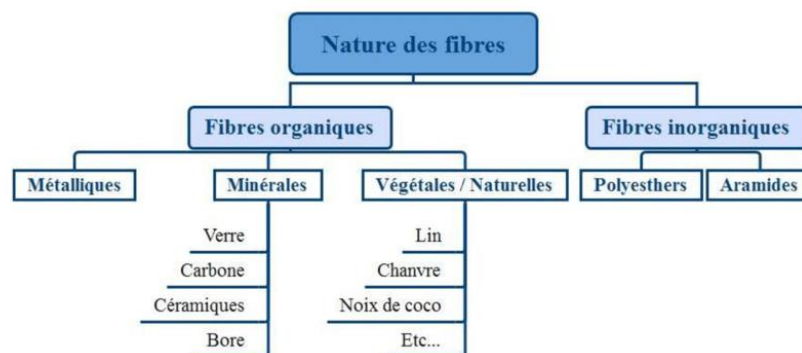 Nature des fibres
Fibres organiques
Fibres inorganiques
Métalliques
Minérales
Végétales / Naturelles
Polyesthers
Aramides
Verre
Carbone
Céramiques
Bore
Lin
Chanvre
Noix de coco
Etc...